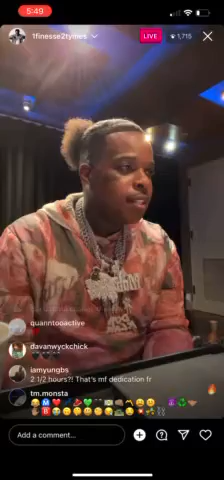 5:49
1finesse2tymes
LIVE
1,715
quanntooactive
davanwyckchick
iamyungbs
2 1/2 hours?! That's mf dedication fr
tm.monsta
Add a comment...